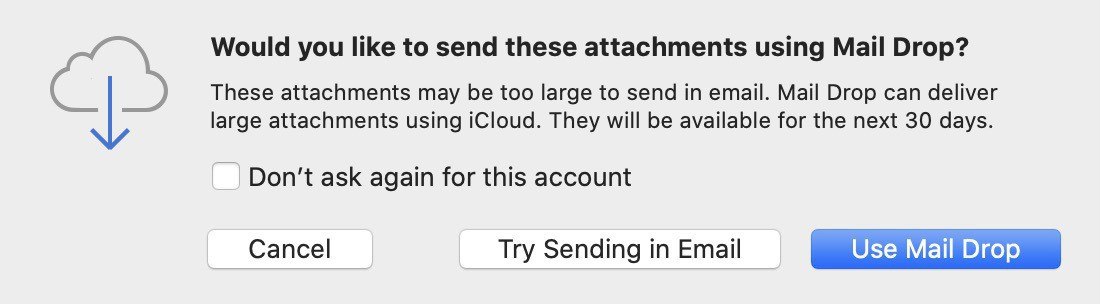 Would you like to send these attachments using Mail Drop?
These attachments may be too large to send in email. Mail Drop can deliver
large attachments using iCloud. They will be available for the next 30 days.
Don’t ask again for this account
Cancel
Try Sending in Email
Use Mail Drop